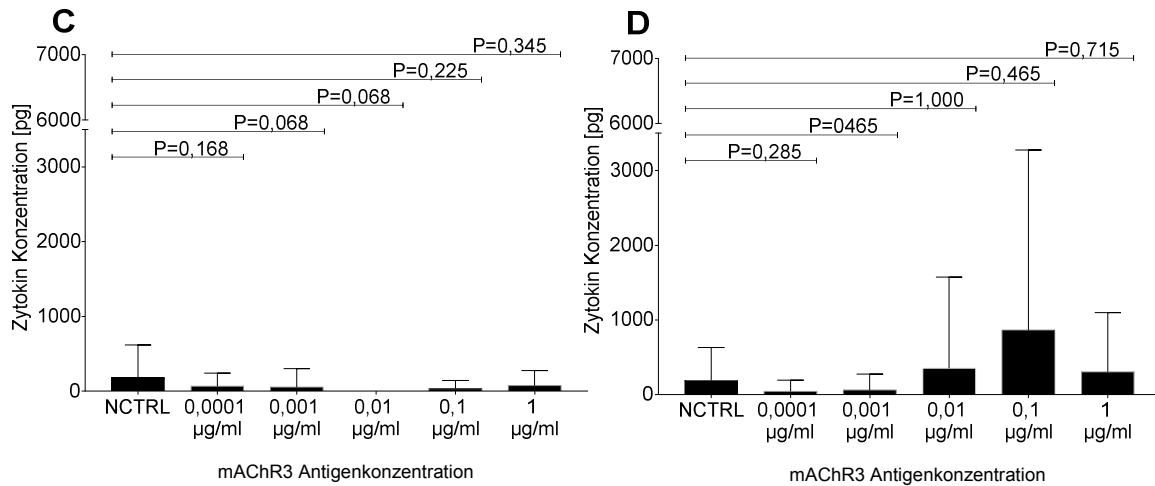 C
7000
6000
3000
2000
1000
0
Zytokin Konzentration [pg]
P=0,345
P=0,225
P=0,068
P=0,068
P=0,168
NCTRL 0,0001 0,001 0,01 0,1 1
µg/ml µg/ml µg/ml µg/ml µg/ml
mAChR3 Antigenkonzentration
D
7000
6000
3000
2000
1000
0
Zytokin Konzentration [pg]
P=0,715
P=0,465
P=1,000
P=0465
P=0,285
NCTRL 0,0001 0,001 0,01 0,1 1
µg/ml µg/ml µg/ml µg/ml µg/ml
mAChR3 Antigenkonzentration